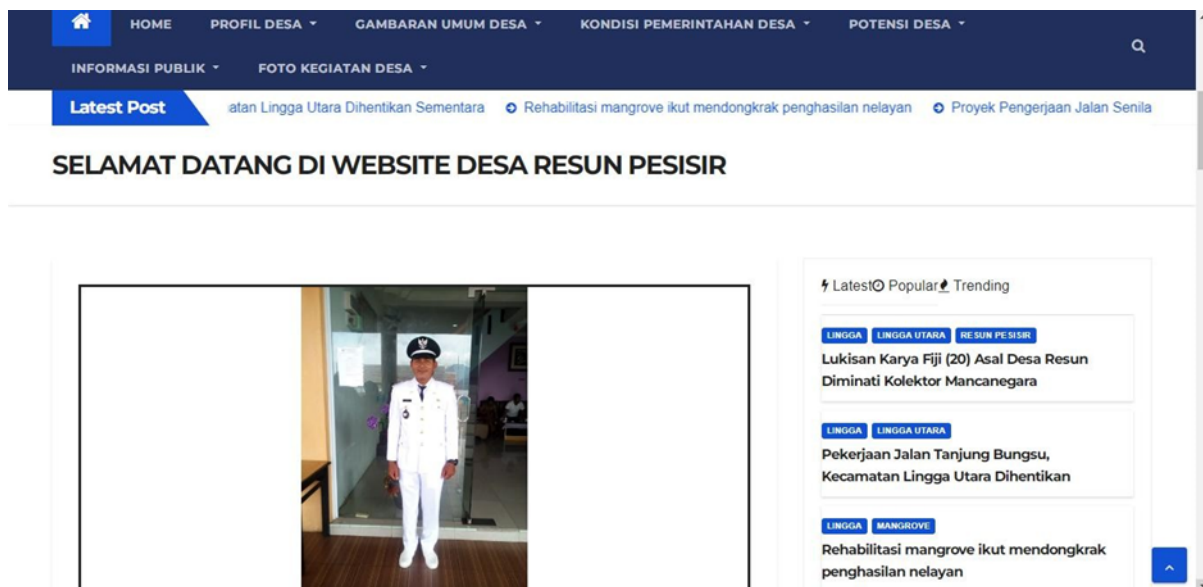 HOME PROFIL DESA GAMBARAN UMUM DESA KONDISI PEMERINTAHAN DESA POTENSI DESA
INFORMASI PUBLIK FOTO KEGIATAN DESA
Latest Post atan Lingga Utara Dihentikan Sementara Rehabilitasi mangrove ikut mendongkrak penghasilan nelayan Proyek Pengerjaan Jalan Senila
SELAMAT DATANG DI WEBSITE DESA RESUN PESISIR
Latest Popular Trending
LINGGA LINGGA UTARA RESUN PESISIR
Lukisan Karya Fiji (20) Asal Desa Resun
Diminati Kolektor Mancanegara
LINGGA LINGGA UTARA
Pekerjaan Jalan Tanjung Bungsu,
Kecamatan Lingga Utara Dihentikan
LINGGA MANGROVE
Rehabilitasi mangrove ikut mendongkrak
penghasilan nelayan